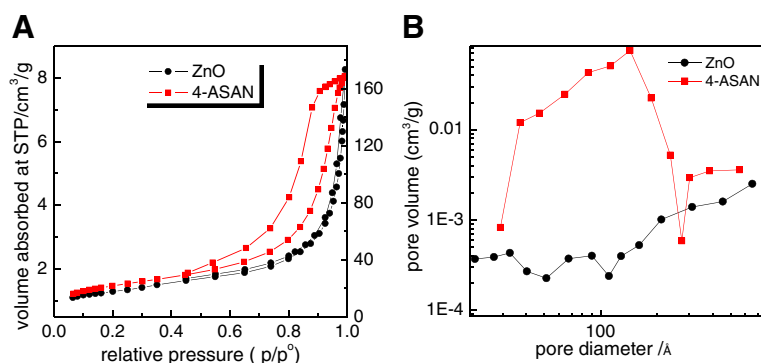 A
ZnO
4-ASAN
volume absorbed at STP/cm³/g
8
6
4
2
160
120
80
40
0
0.0 0.2 0.4 0.6 0.8 1.0
relative pressure ( p/pº)
B
ZnO
4-ASAN
pore volume (cm³/g)
0.01
1E-3
1E-4
100
pore diameter /Å